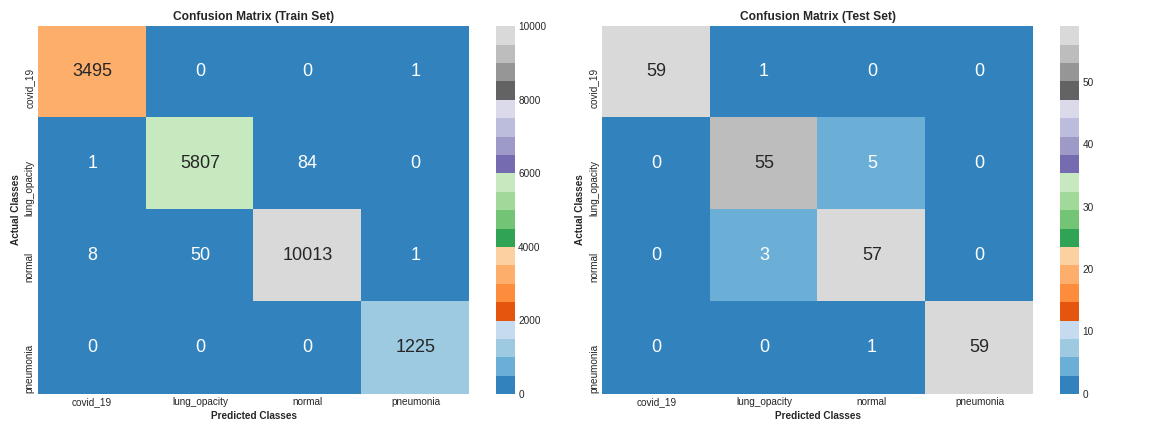 Confusion Matrix (Train Set)
Actual Classes
covid_19
3495 0 0 1
lung_opacity
1 5807 84 0
normal
8 50 10013 1
pneumonia
0 0 0 1225
covid_19 lung_opacity normal pneumonia
Predicted Classes
10000
8000
6000
4000
2000
0
Confusion Matrix (Test Set)
Actual Classes
covid_19
59 1 0 0
lung_opacity
0 55 5 0
normal
0 3 57 0
pneumonia
0 0 1 59
covid_19 lung_opacity normal pneumonia
Predicted Classes
50
40
30
20
10
0